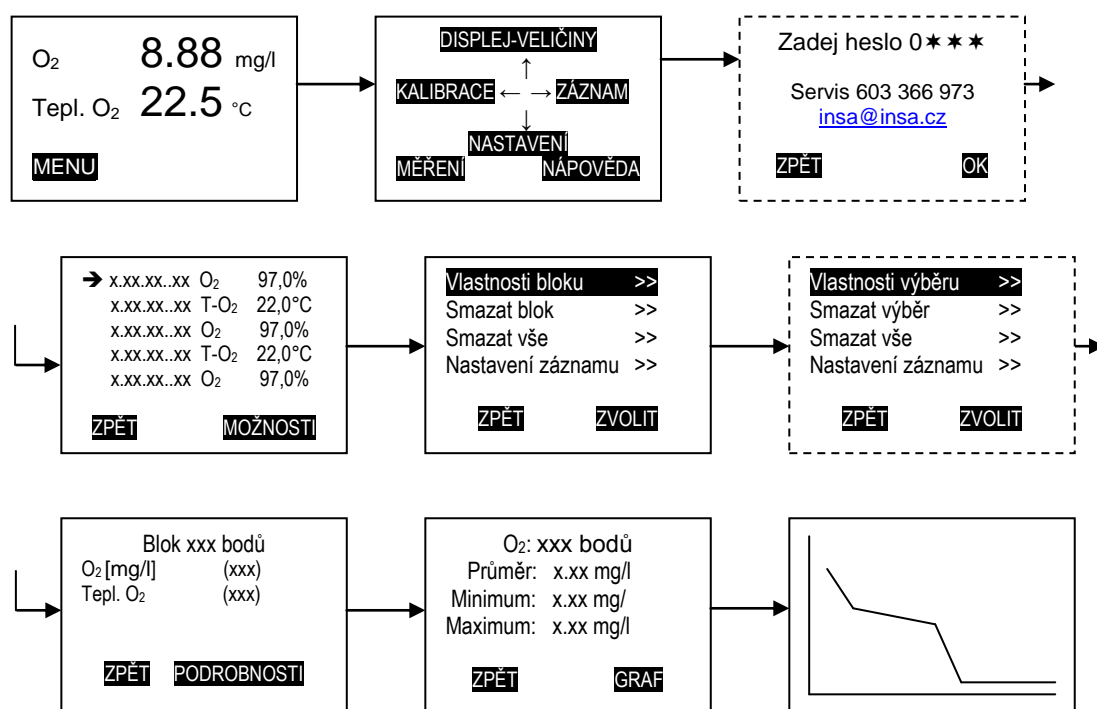 O₂ 8.88 mg/l
Tepl. O₂ 22.5 °C
MENU
DISPLEJ-VELIČINY
↑
KALIBRACE ← → ZÁZNAM
↓
NASTAVENÍ
MĚŘENÍ NÁPOVĚDA
Zadej heslo 0✶✶✶
Servis 603 366 973
insa@insa.cz
ZPĚT OK
➔ x.xx.xx..xx O₂ 97,0%
x.xx.xx..xx T-O₂ 22,0°C
x.xx.xx..xx O₂ 97,0%
x.xx.xx..xx T-O₂ 22,0°C
x.xx.xx..xx O₂ 97,0%
ZPĚT MOŽNOSTI
Vlastnosti bloku >>
Smazat blok >>
Smazat vše >>
Nastavení záznamu >>
ZPĚT ZVOLIT
Vlastnosti výběru >>
Smazat výběr >>
Smazat vše >>
Nastavení záznamu >>
ZPĚT ZVOLIT
Blok xxx bodů
O₂ [mg/l] (xxx)
Tepl. O₂ (xxx)
ZPĚT PODROBNOSTI
O₂: xxx bodů
Průměr: x.xx mg/l
Minimum: x.xx mg/
Maximum: x.xx mg/l
ZPĚT GRAF